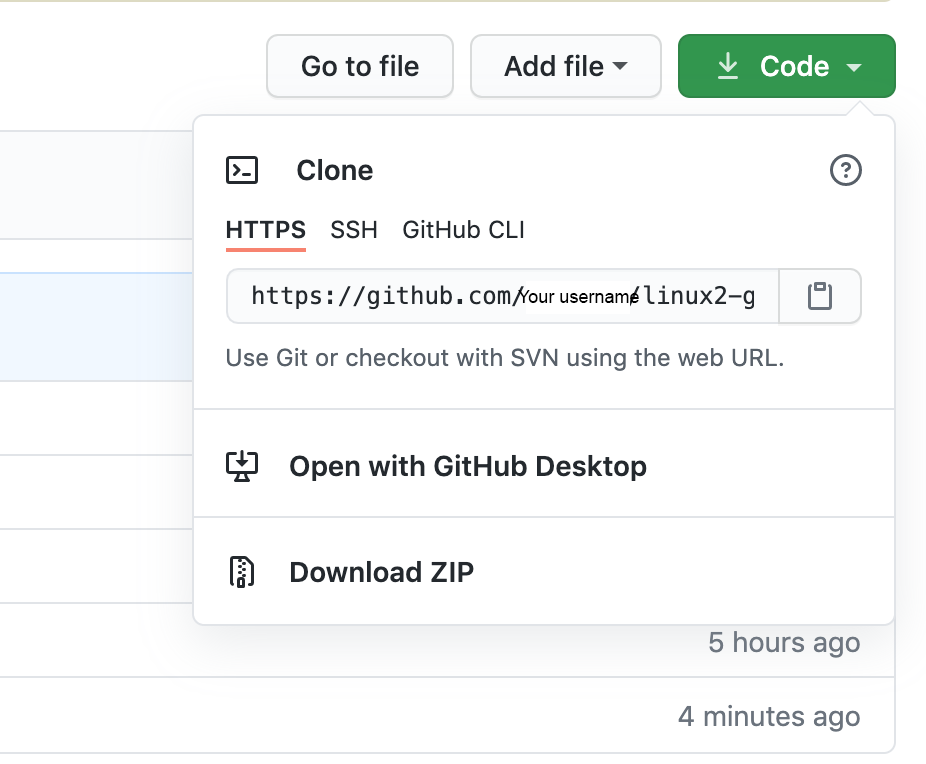 Go to file Add file Code
Clone
HTTPS SSH GitHub CLI
https://github.com/Your username/linux2-g
Use Git or checkout with SVN using the web URL.
Open with GitHub Desktop
Download ZIP
5 hours ago
4 minutes ago